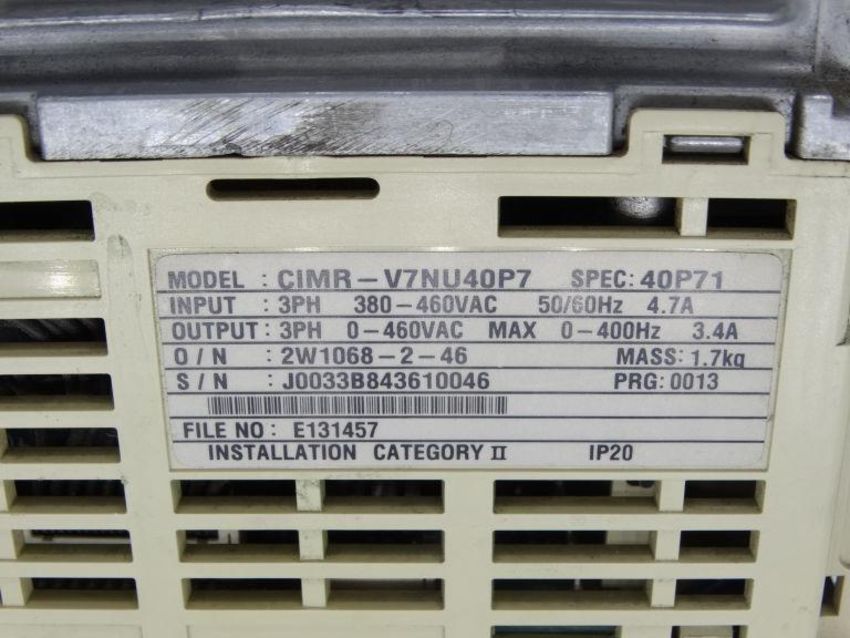 MODEL : CIMR-V7NU40P7 SPEC: 40P71
INPUT : 3PH 380-460VAC 50/60Hz 4.7A
OUTPUT : 3PH 0-460VAC MAX 0-400Hz 3.4A
O / N : 2W1068-2-46 MASS: 1.7kg
S / N : J0033B843610046 PRG: 0013
FILE NO : E131457
INSTALLATION CATEGORY II IP20